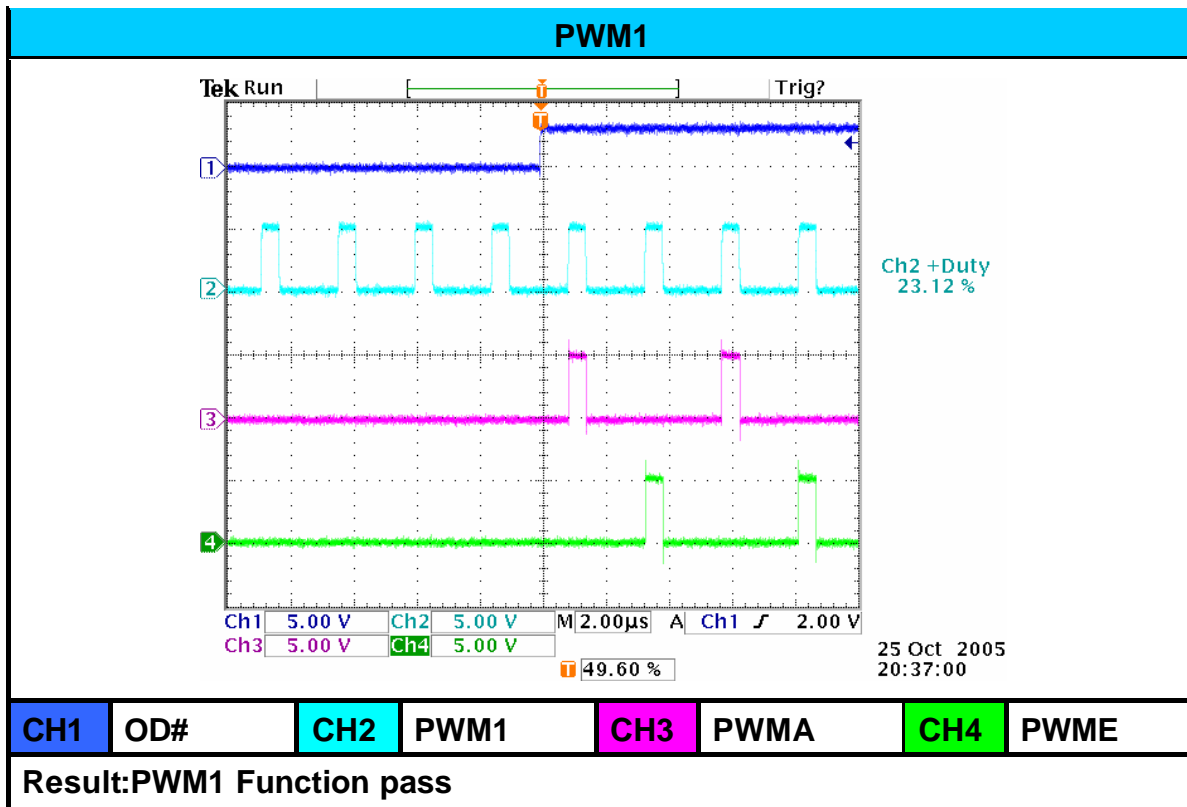 PWM1
Tek Run
Trig?
T
T
1
2
Ch2 +Duty
23.12 %
3
4
Ch1 5.00 V Ch2 5.00 V M 2.00µs A Ch1 2.00 V
Ch3 5.00 V Ch4 5.00 V
T 49.60 %
25 Oct 2005
20:37:00
CH1 OD# CH2 PWM1 CH3 PWMA CH4 PWME
Result:PWM1 Function pass